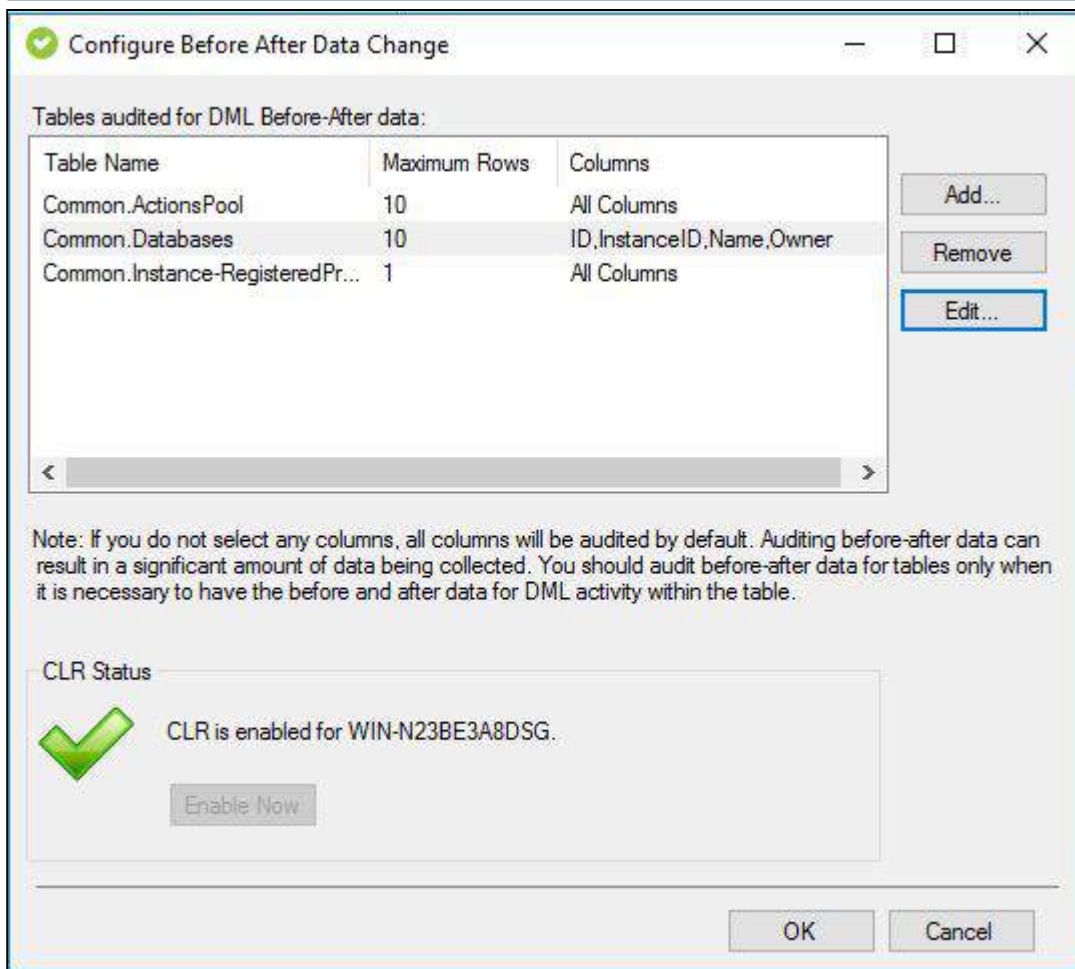 Configure Before After Data Change
Tables audited for DML Before-After data:
Table Name Maximum Rows Columns
Common.ActionsPool 10 All Columns
Common.Databases 10 ID,InstanceID,Name,Owner
Common.Instance-RegisteredPr... 1 All Columns
Add...
Remove
Edit...
Note: If you do not select any columns, all columns will be audited by default. Auditing before-after data can
result in a significant amount of data being collected. You should audit before-after data for tables only when
it is necessary to have the before and after data for DML activity within the table.
CLR Status
CLR is enabled for WIN-N23BE3A8DSG.
Enable Now
OK Cancel